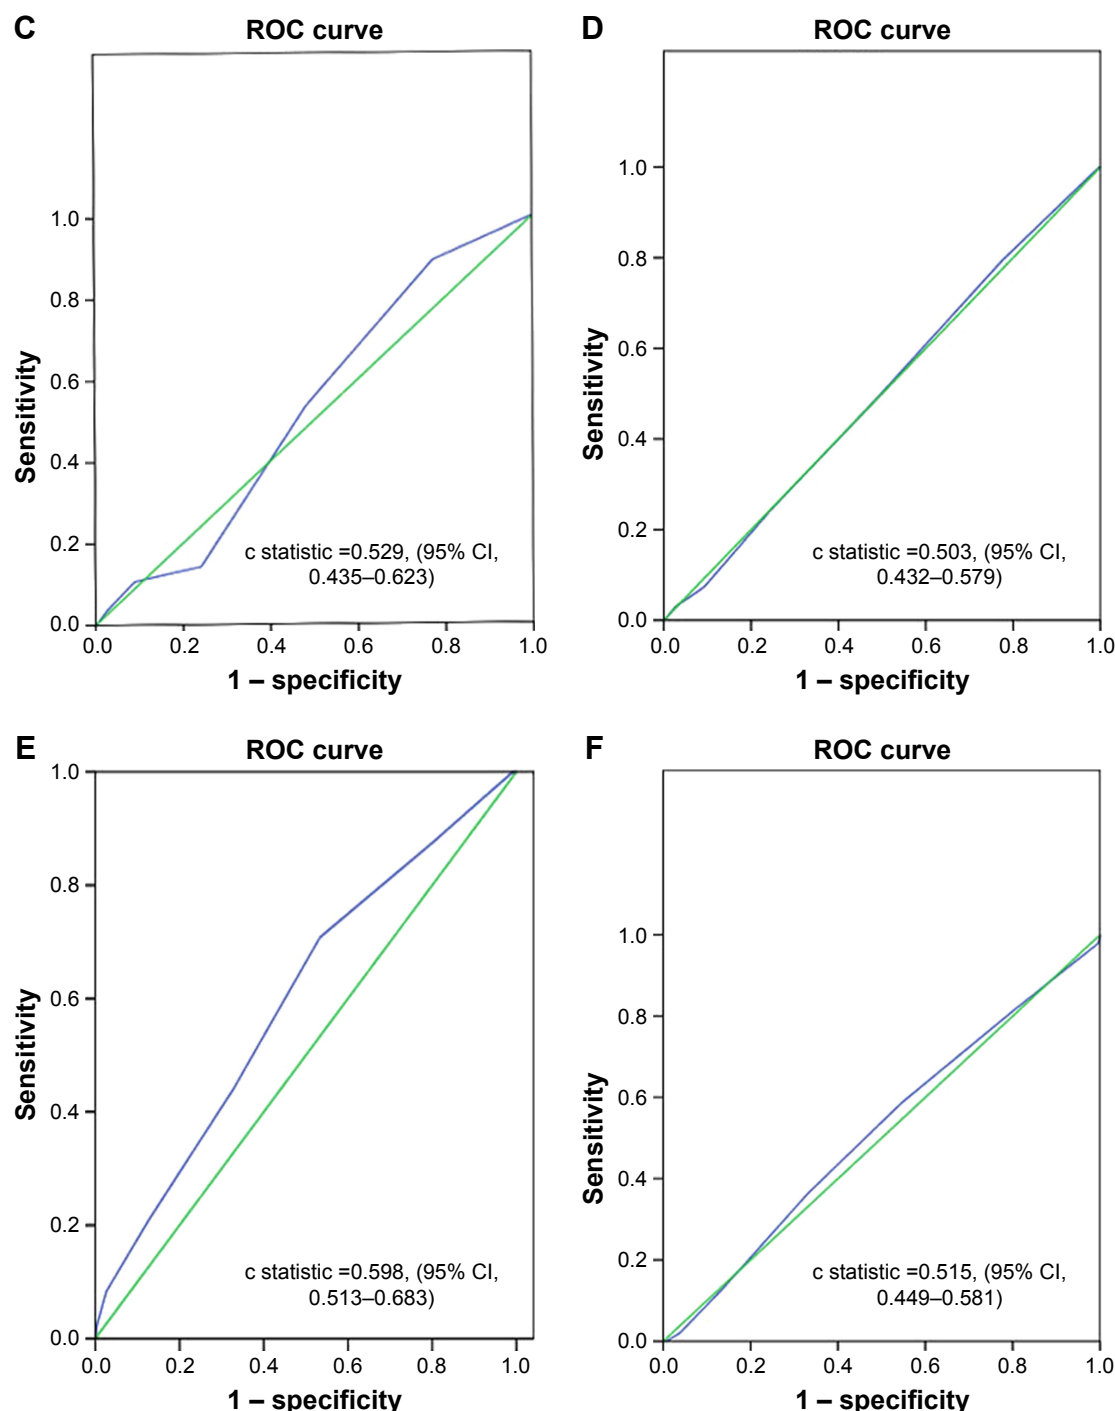 C
ROC curve
Sensitivity
1.0
0.8
0.6
0.4
0.2
0.0
c statistic =0.529, (95% CI,
0.435–0.623)
0.0 0.2 0.4 0.6 0.8 1.0
1 – specificity
D
ROC curve
Sensitivity
1.0
0.8
0.6
0.4
0.2
0.0
c statistic =0.503, (95% CI,
0.432–0.579)
0.0 0.2 0.4 0.6 0.8 1.0
1 – specificity
E
ROC curve
Sensitivity
1.0
0.8
0.6
0.4
0.2
0.0
c statistic =0.598, (95% CI,
0.513–0.683)
0.0 0.2 0.4 0.6 0.8 1.0
1 – specificity
F
ROC curve
Sensitivity
1.0
0.8
0.6
0.4
0.2
0.0
c statistic =0.515, (95% CI,
0.449–0.581)
0.0 0.2 0.4 0.6 0.8 1.0
1 – specificity